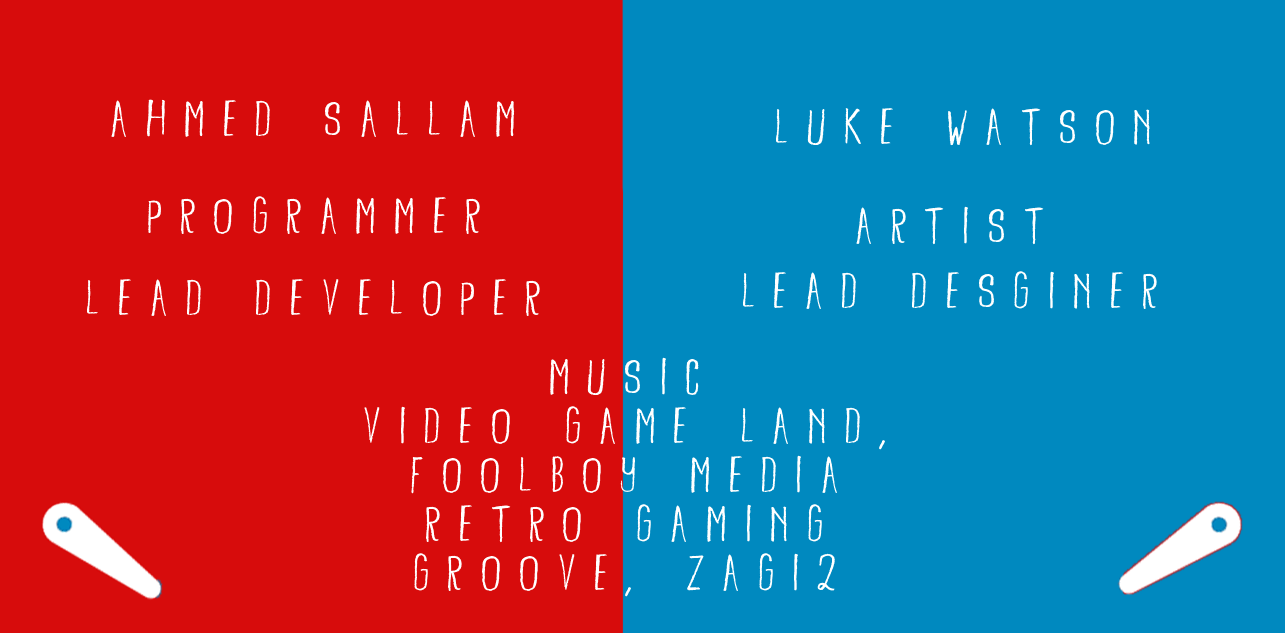 AHMED SALLAM
PROGRAMMER
LEAD DEVELOPER
LUKE WATSON
ARTIST
LEAD DESGINER
MUSIC
VIDEO GAME LAND,
FOOLBOY MEDIA
RETRO GAMING
GROOVE, ZAGI2